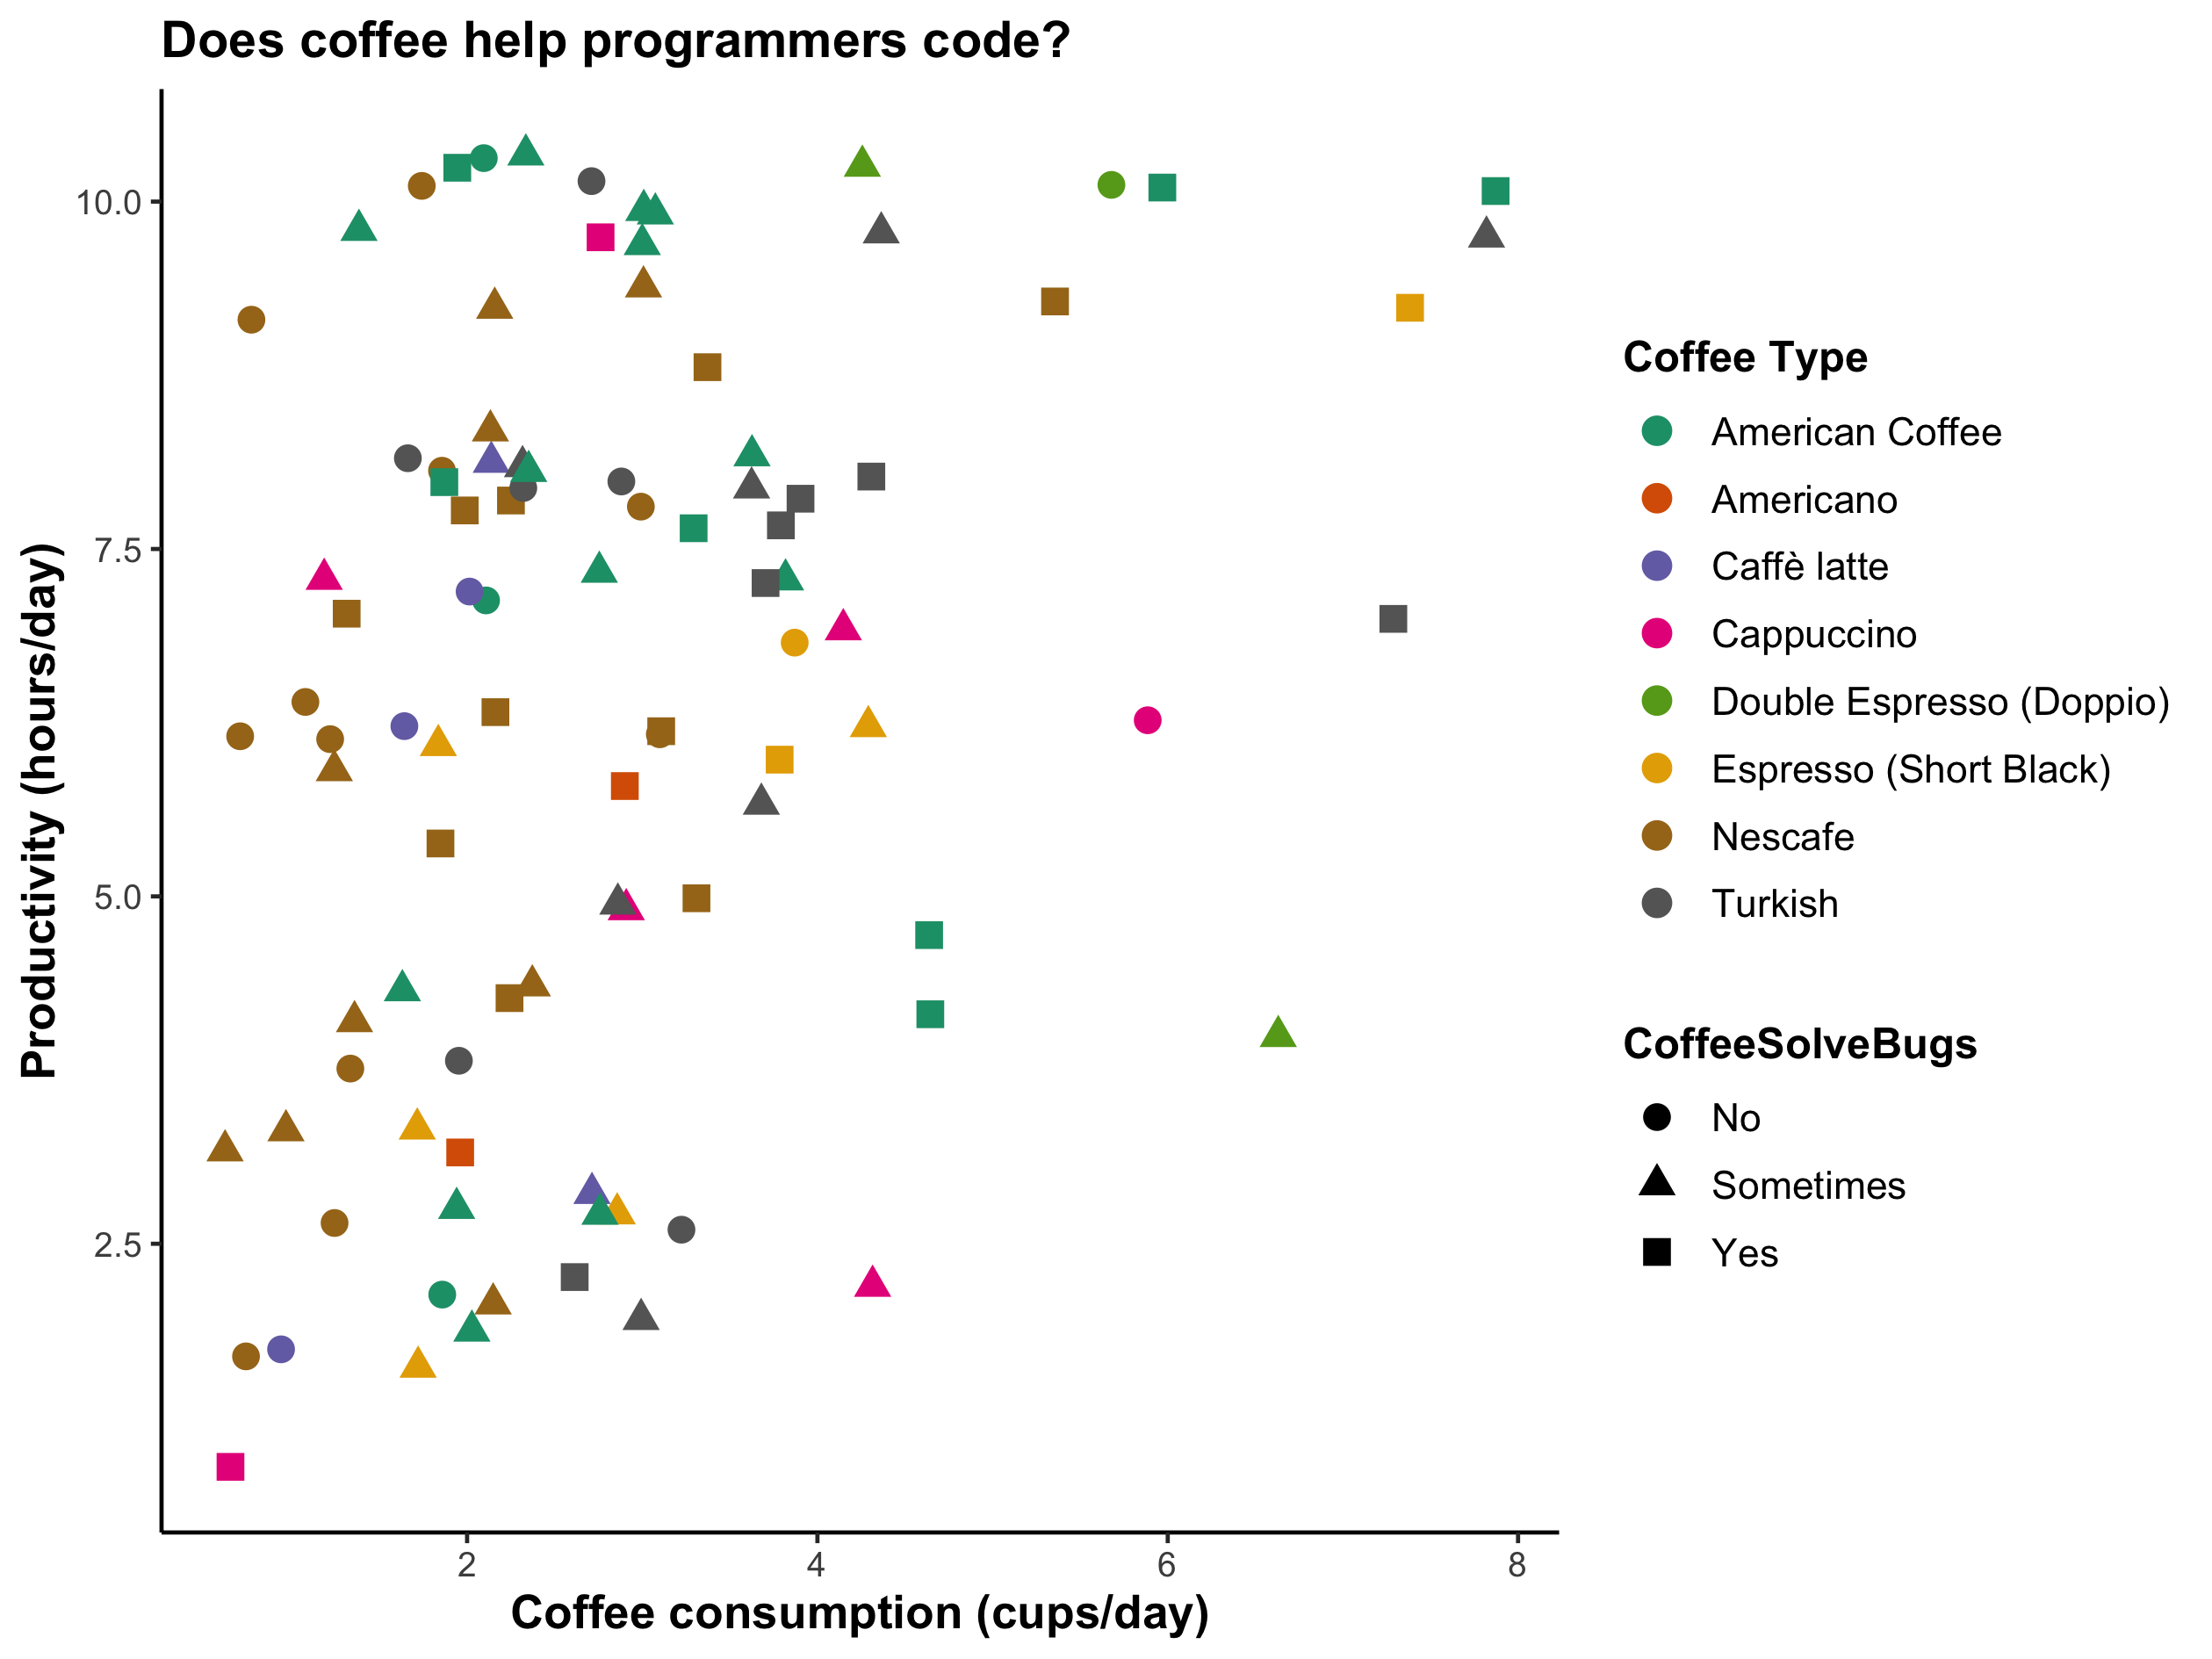 Does coffee help programmers code?
Productivity (hours/day)
10.0
7.5
5.0
2.5
2
4
6
8
Coffee consumption (cups/day)
Coffee Type
American Coffee
Americano
Caffè latte
Cappuccino
Double Espresso (Doppio)
Espresso (Short Black)
Nescafe
Turkish
CoffeeSolveBugs
No
Sometimes
Yes